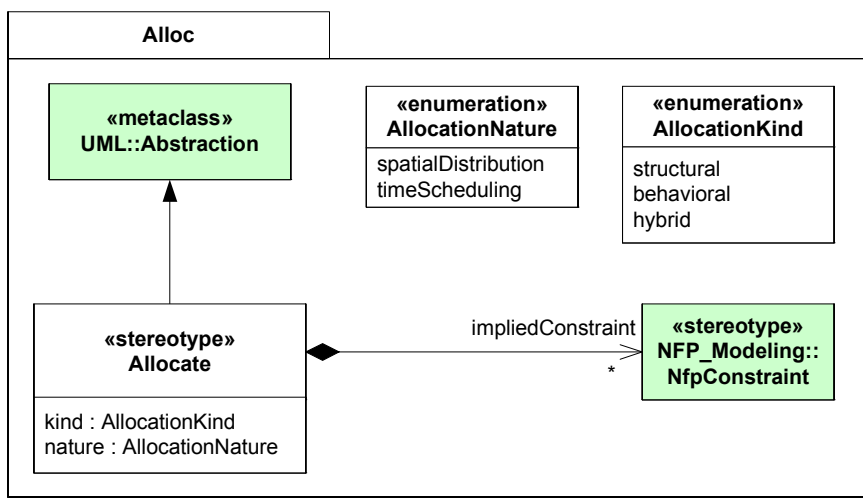 Alloc
«metaclass»
UML::Abstraction
«enumeration»
AllocationNature
spatialDistribution
timeScheduling
«enumeration»
AllocationKind
structural
behavioral
hybrid
«stereotype»
Allocate
kind : AllocationKind
nature : AllocationNature
impliedConstraint
*
«stereotype»
NFP_Modeling::
NfpConstraint